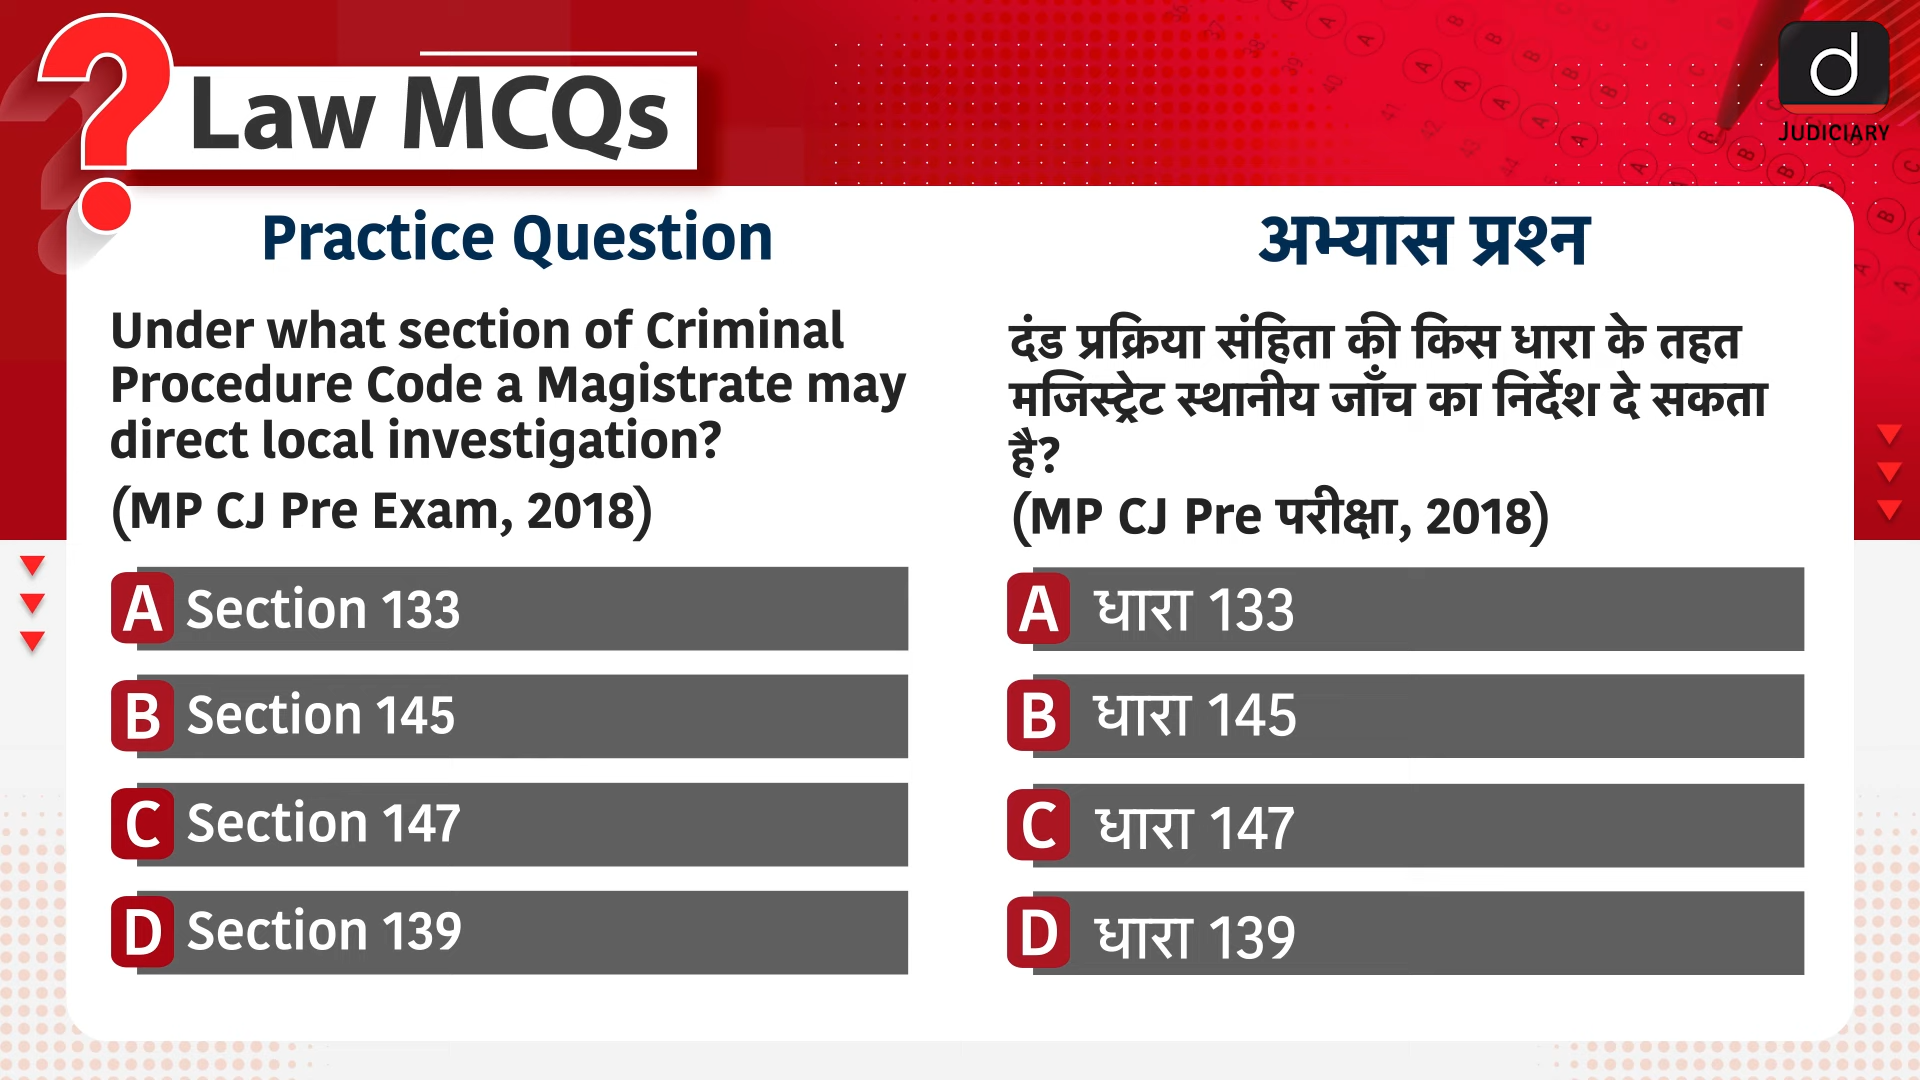 Law MCQs
JUDICIARY
Practice Question
Under what section of Criminal
Procedure Code a Magistrate may
direct local investigation?
(MP CJ Pre Exam, 2018)
A Section 133
B Section 145
C Section 147
D Section 139
अभ्यास प्रश्न
दंड प्रक्रिया संहिता की किस धारा के तहत
मजिस्ट्रेट स्थानीय जाँच का निर्देश दे सकता
है?
(MP CJ Pre परीक्षा, 2018)
A धारा 133
B धारा 145
C धारा 147
D धारा 139